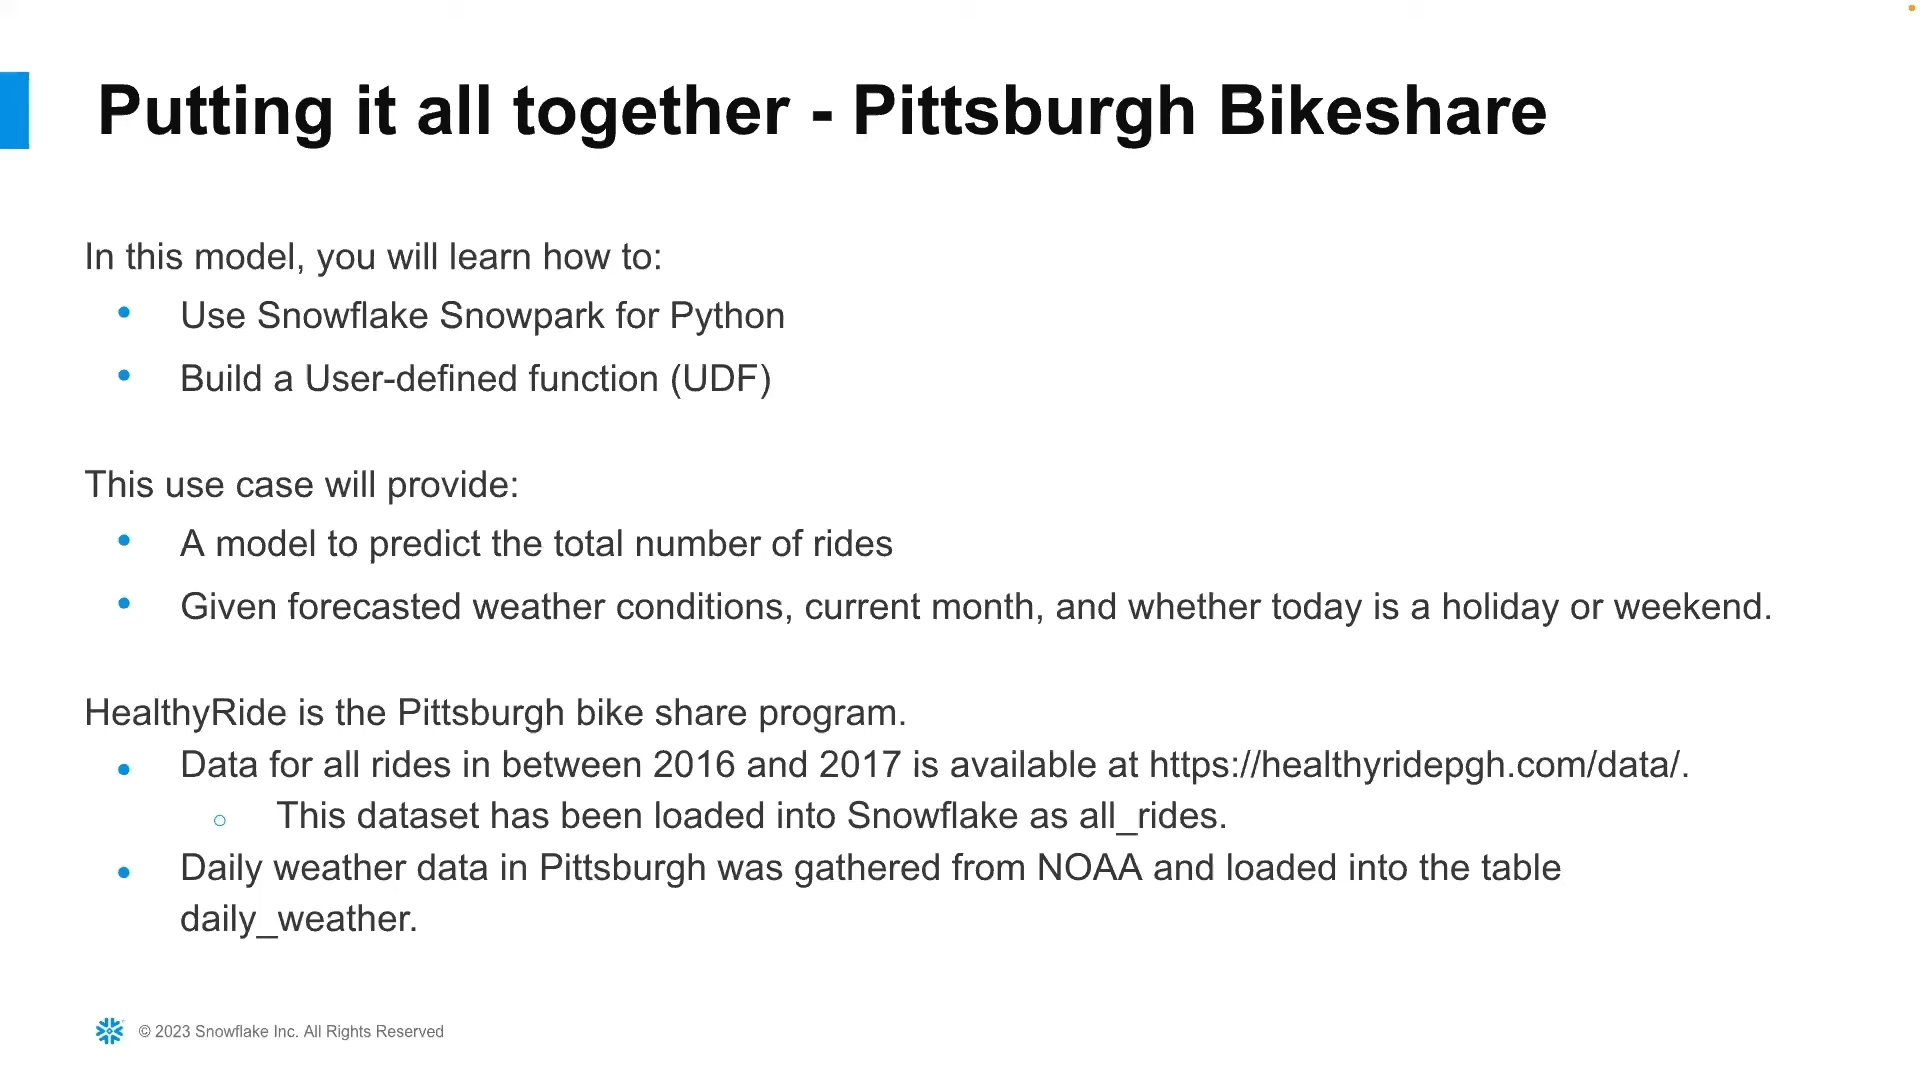 Putting it all together - Pittsburgh Bikeshare
In this model, you will learn how to:
• Use Snowflake Snowpark for Python
• Build a User-defined function (UDF)
This use case will provide:
• A model to predict the total number of rides
• Given forecasted weather conditions, current month, and whether today is a holiday or weekend.
HealthyRide is the Pittsburgh bike share program.
• Data for all rides in between 2016 and 2017 is available at https://healthyridepgh.com/data/.
○ This dataset has been loaded into Snowflake as all_rides.
• Daily weather data in Pittsburgh was gathered from NOAA and loaded into the table
daily_weather.
© 2023 Snowflake Inc. All Rights Reserved